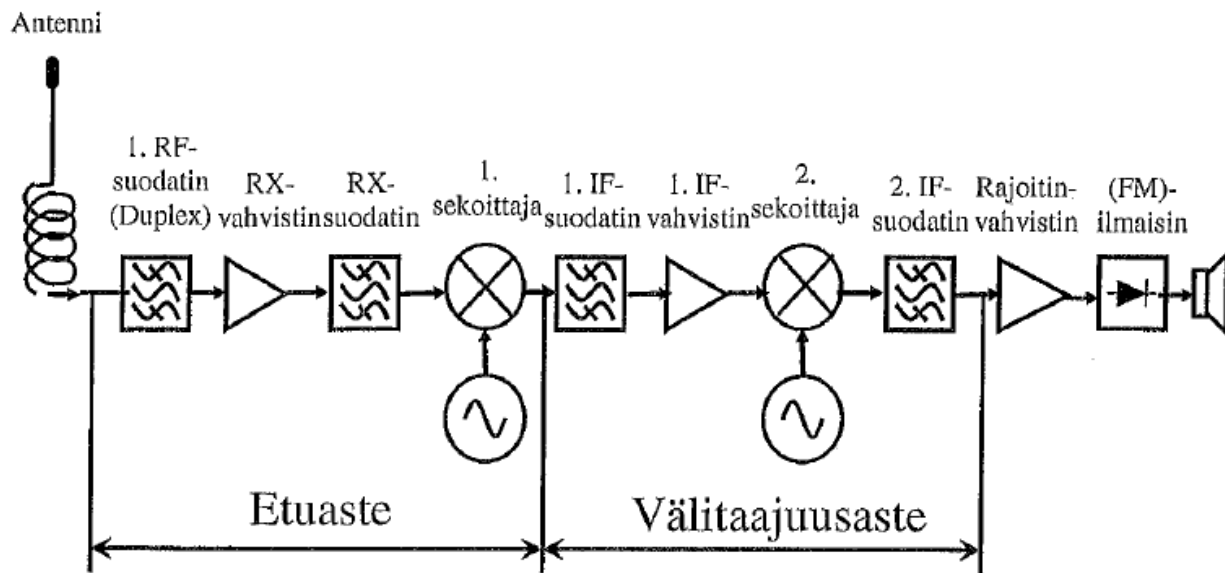 Antenni
1. RF-
suodatin
(Duplex)
RX-
vahvistin
RX-
suodatin
1.
sekoittaja
1. IF-
suodatin
1. IF-
vahvistin
2.
sekoittaja
2. IF-
suodatin
Rajoitin-
vahvistin
(FM)-
ilmaisin
Etuaste
Välitaajuusaste